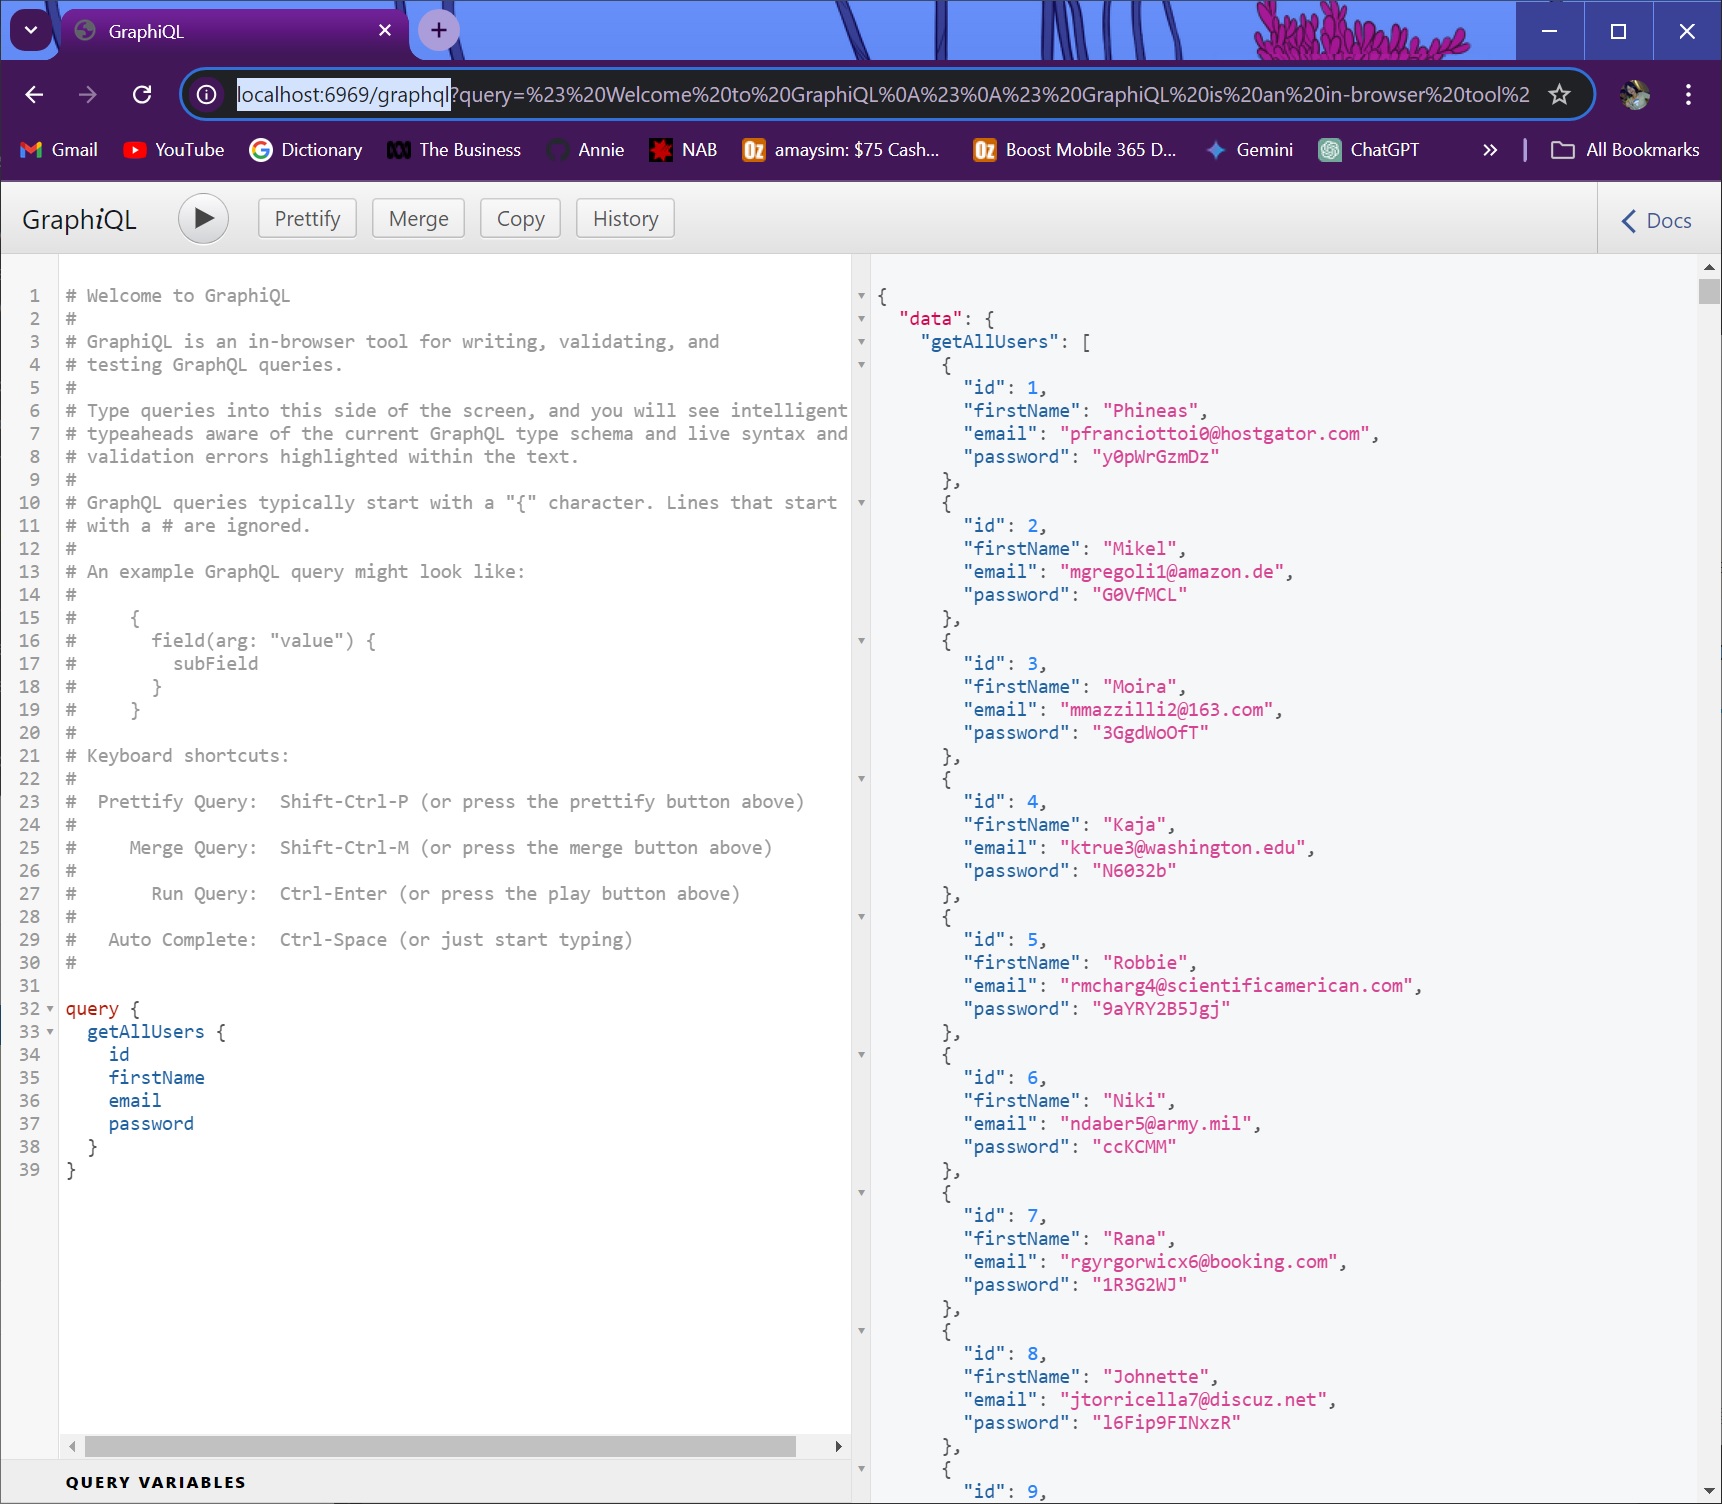 GraphiQL
localhost:6969/graphql?query=%23%20Welcome%20to%20GraphiQL%0A%23%0A%23%20GraphiQL%20is%20an%20in-browser%20tool%2
Gmail YouTube Dictionary The Business Annie NAB Oz amaysim: $75 Cash... Oz Boost Mobile 365 D... Gemini ChatGPT » All Bookmarks
GraphiQL Prettify Merge Copy History Docs
1 # Welcome to GraphiQL
2 #
3 # GraphiQL is an in-browser tool for writing, validating, and
4 # testing GraphQL queries.
5 #
6 # Type queries into this side of the screen, and you will see intelligent
7 # typeaheads aware of the current GraphQL type schema and live syntax and
8 # validation errors highlighted within the text.
9 #
10 # GraphQL queries typically start with a "{" character. Lines that start
11 # with a # are ignored.
12 #
13 # An example GraphQL query might look like:
14 #
15 #     {
16 #       field(arg: "value") {
17 #         subField
18 #       }
19 #     }
20 #
21 # Keyboard shortcuts:
22 #
23 #  Prettify Query:  Shift-Ctrl-P (or press the prettify button above)
24 #
25 #     Merge Query:  Shift-Ctrl-M (or press the merge button above)
26 #
27 #       Run Query:  Ctrl-Enter (or press the play button above)
28 #
29 #   Auto Complete:  Ctrl-Space (or just start typing)
30 #
31
32 query {
33   getAllUsers {
34     id
35     firstName
36     email
37     password
38   }
39 }
QUERY VARIABLES
{
  "data": {
    "getAllUsers": [
      {
        "id": 1,
        "firstName": "Phineas",
        "email": "pfranciottoi0@hostgator.com",
        "password": "y0pWrGzmDz"
      },
      {
        "id": 2,
        "firstName": "Mikel",
        "email": "mgregoli1@amazon.de",
        "password": "G0VfMCL"
      },
      {
        "id": 3,
        "firstName": "Moira",
        "email": "mmazzilli2@163.com",
        "password": "3GgdWoOfT"
      },
      {
        "id": 4,
        "firstName": "Kaja",
        "email": "ktrue3@washington.edu",
        "password": "N6032b"
      },
      {
        "id": 5,
        "firstName": "Robbie",
        "email": "rmcharg4@scientificamerican.com",
        "password": "9aYRY2B5Jgj"
      },
      {
        "id": 6,
        "firstName": "Niki",
        "email": "ndaber5@army.mil",
        "password": "ccKCMM"
      },
      {
        "id": 7,
        "firstName": "Rana",
        "email": "rgyrgorwicx6@booking.com",
        "password": "1R3G2WJ"
      },
      {
        "id": 8,
        "firstName": "Johnette",
        "email": "jtorricella7@discuz.net",
        "password": "l6Fip9FINxzR"
      },
      {
        "id": 9,